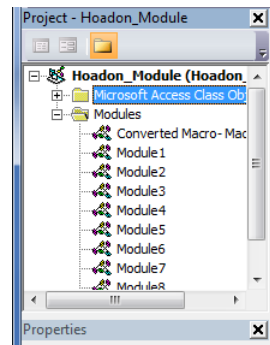 Project - Hoadon_Module
Hoadon_Module (Hoadon_
Microsoft Access Class Obj
Modules
Converted Macro- Mac
Module1
Module2
Module3
Module4
Module5
Module6
Module7
Module8
Properties